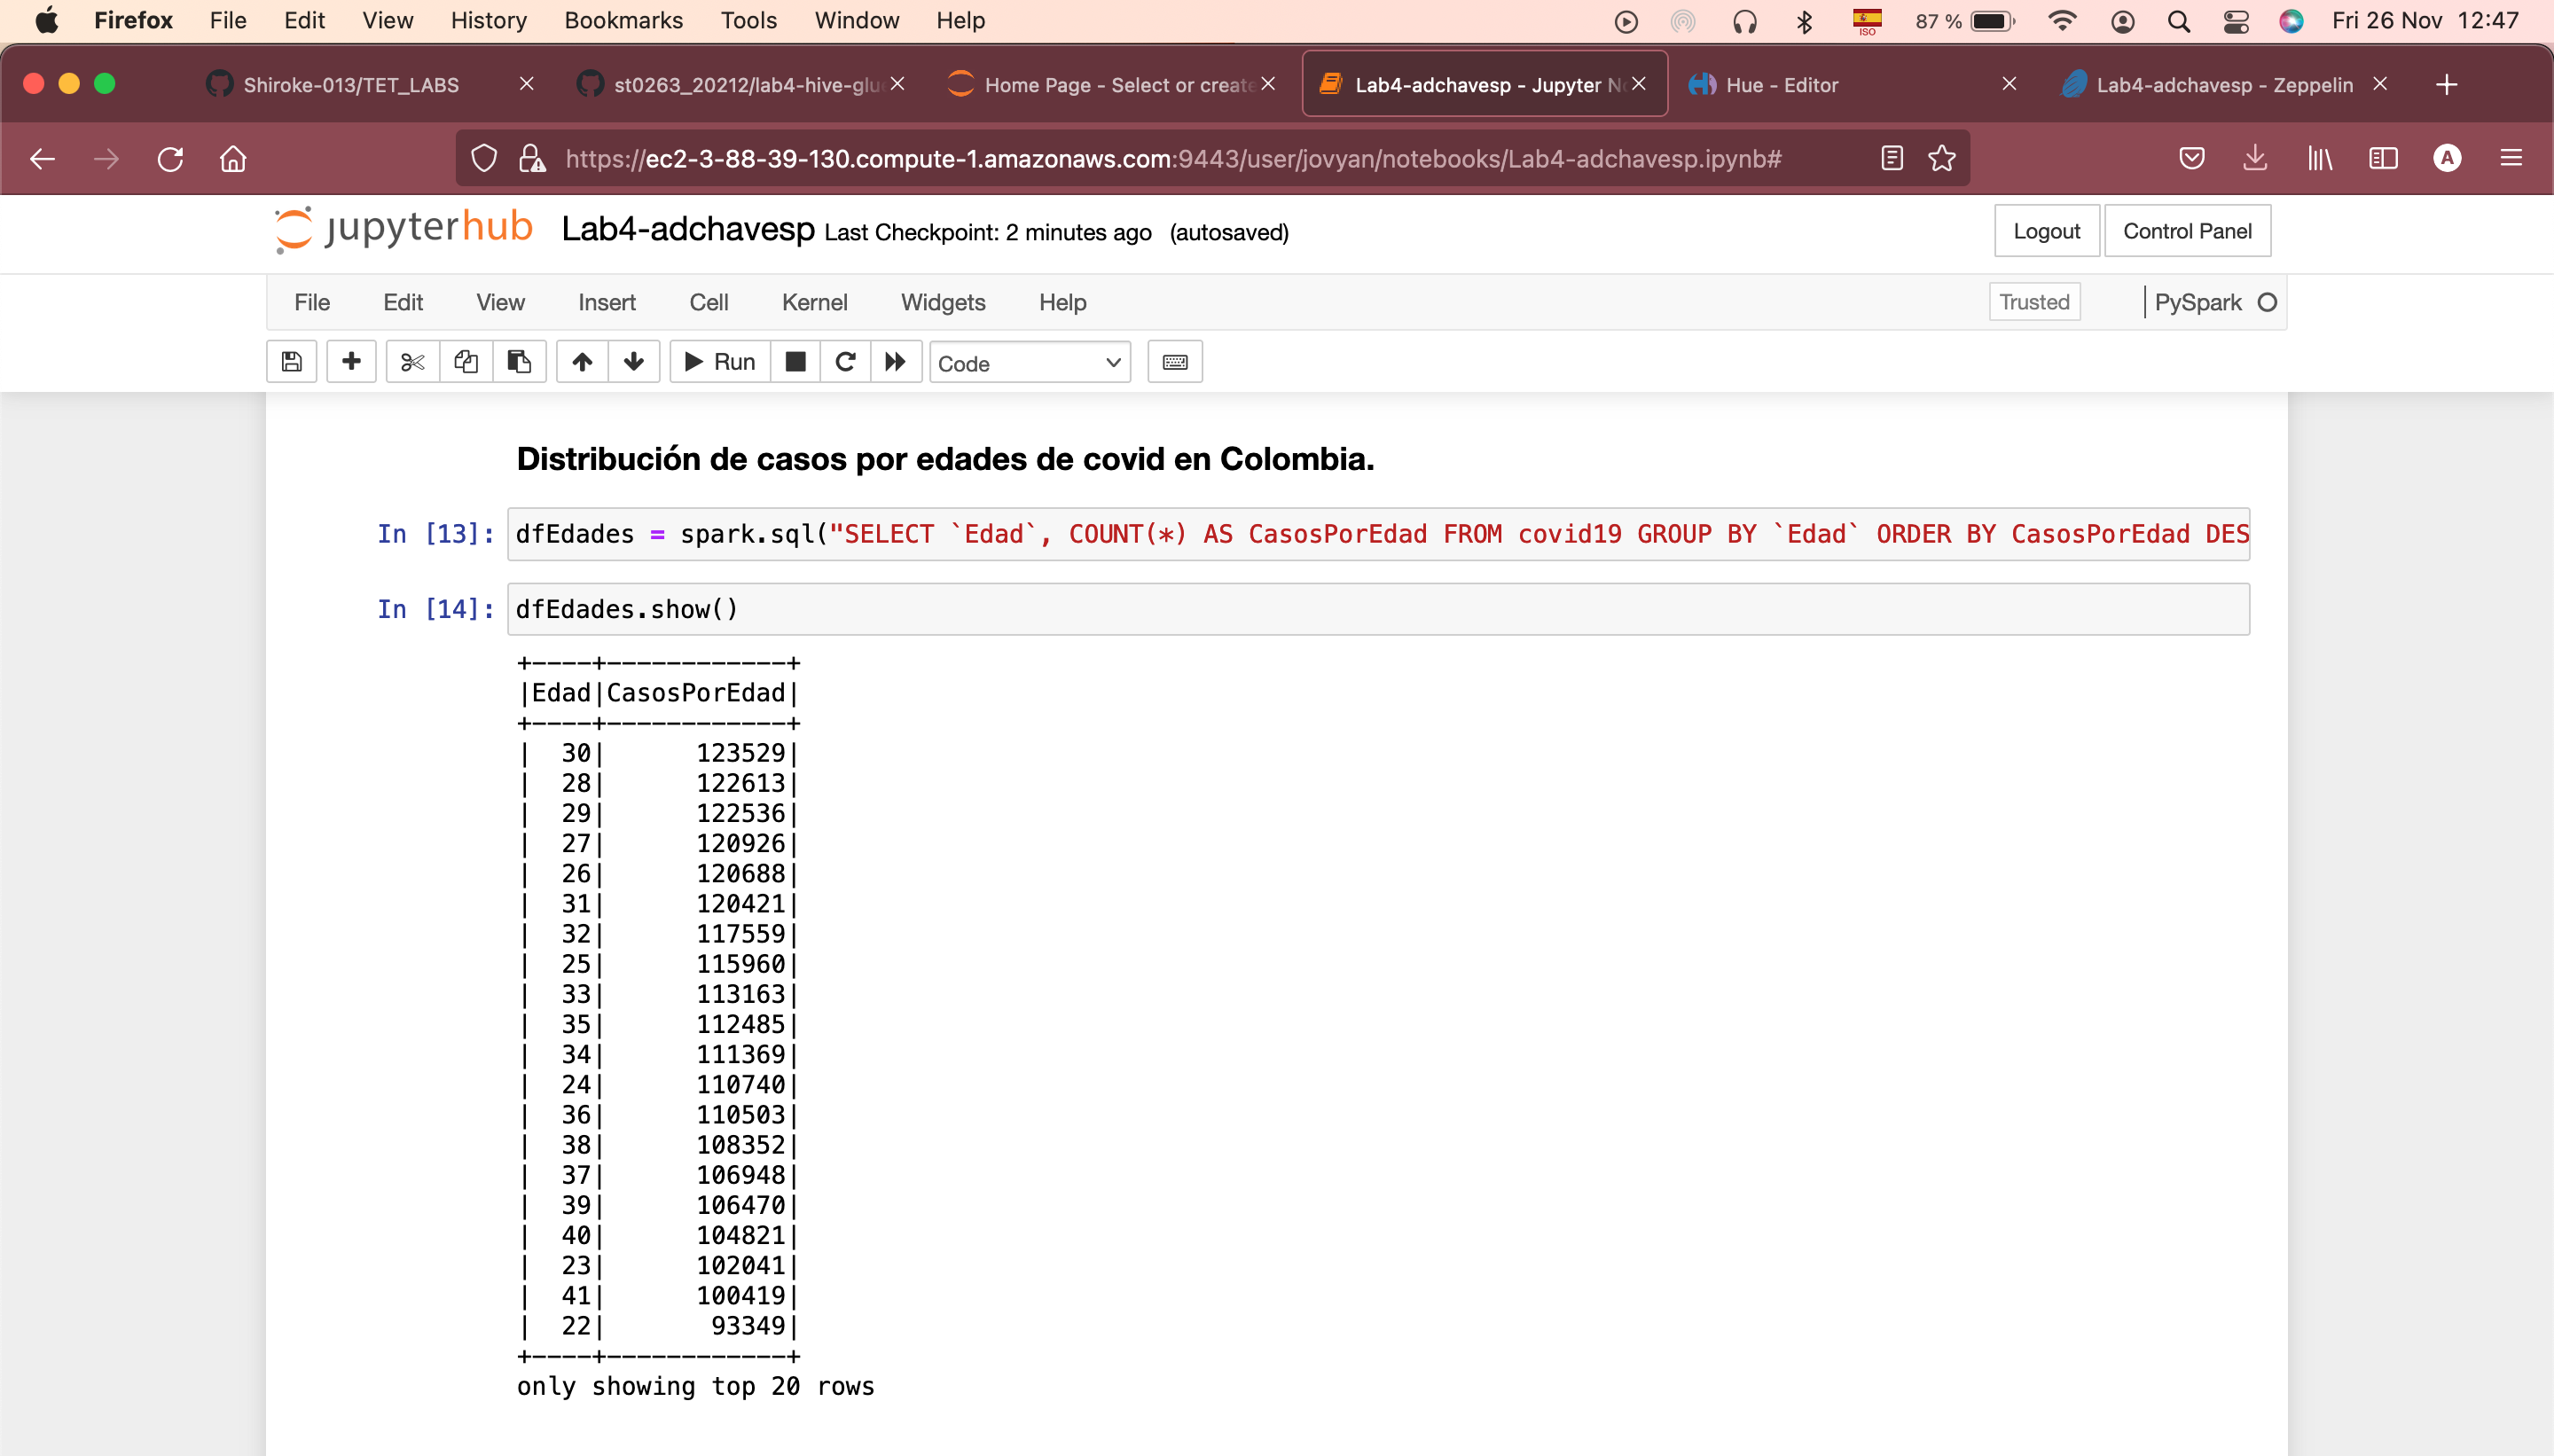 Firefox File Edit View History Bookmarks Tools Window Help ISO 87 % Fri 26 Nov 12:47
Shiroke-013/TET_LABS st0263_20212/lab4-hive-glu Home Page - Select or create Lab4-adchavesp - Jupyter No Hue - Editor Lab4-adchavesp - Zeppelin
https://ec2-3-88-39-130.compute-1.amazonaws.com:9443/user/jovyan/notebooks/Lab4-adchavesp.ipynb# A
jupyterhub Lab4-adchavesp Last Checkpoint: 2 minutes ago (autosaved) Logout Control Panel
File Edit View Insert Cell Kernel Widgets Help Trusted PySpark
Run Code
Distribución de casos por edades de covid en Colombia.
In [13]: dfEdades = spark.sql("SELECT `Edad`, COUNT(*) AS CasosPorEdad FROM covid19 GROUP BY `Edad` ORDER BY CasosPorEdad DES
In [14]: dfEdades.show()
+----+------------+
|Edad|CasosPorEdad|
+----+------------+
|  30|      123529|
|  28|      122613|
|  29|      122536|
|  27|      120926|
|  26|      120688|
|  31|      120421|
|  32|      117559|
|  25|      115960|
|  33|      113163|
|  35|      112485|
|  34|      111369|
|  24|      110740|
|  36|      110503|
|  38|      108352|
|  37|      106948|
|  39|      106470|
|  40|      104821|
|  23|      102041|
|  41|      100419|
|  22|       93349|
+----+------------+
only showing top 20 rows